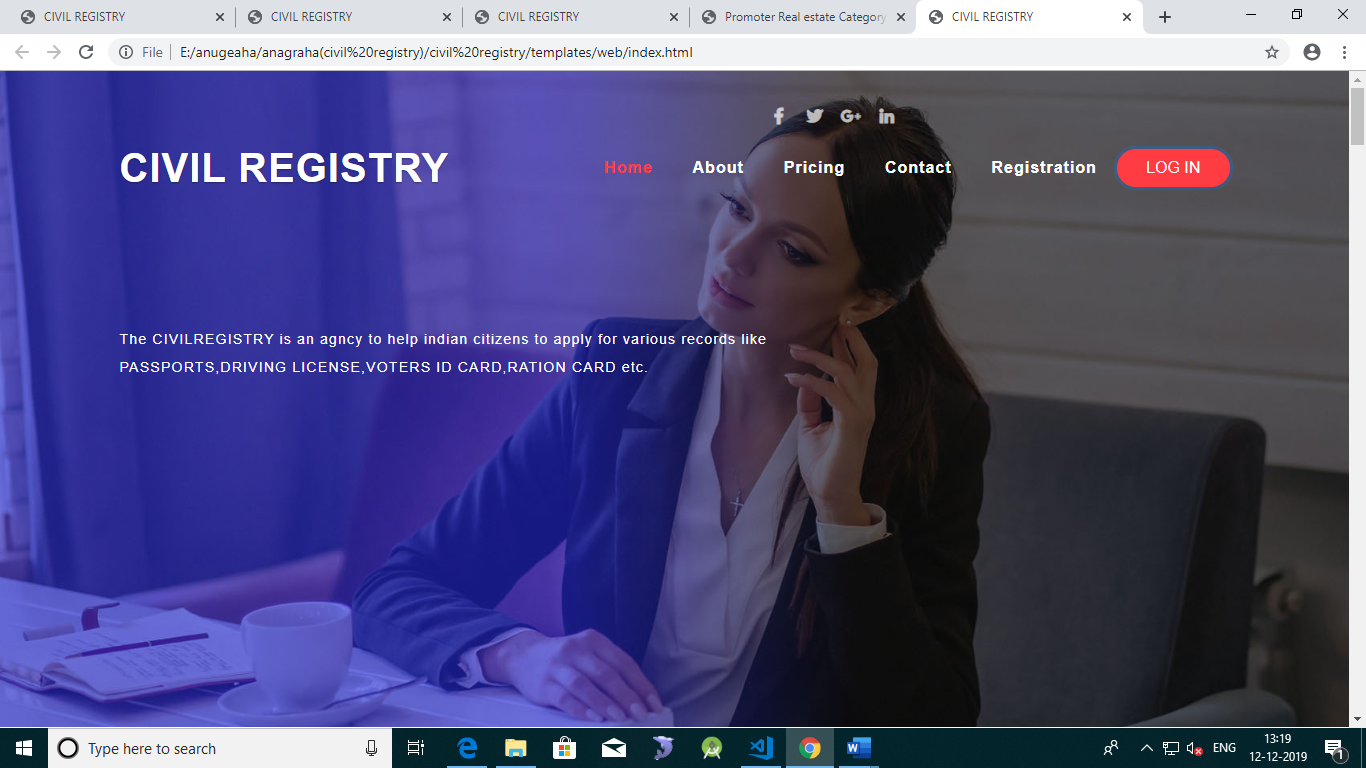 CIVIL REGISTRY
CIVIL REGISTRY
CIVIL REGISTRY
Promoter Real estate Category
CIVIL REGISTRY
File
E:/anugeaha/anagraha(civil%20registry)/civil%20registry/templates/web/index.html
CIVIL REGISTRY
Home About Pricing Contact Registration LOG IN
The CIVILREGISTRY is an agncy to help indian citizens to apply for various records like
PASSPORTS,DRIVING LICENSE,VOTERS ID CARD,RATION CARD etc.
Type here to search
ENG
13:19
12-12-2019
1